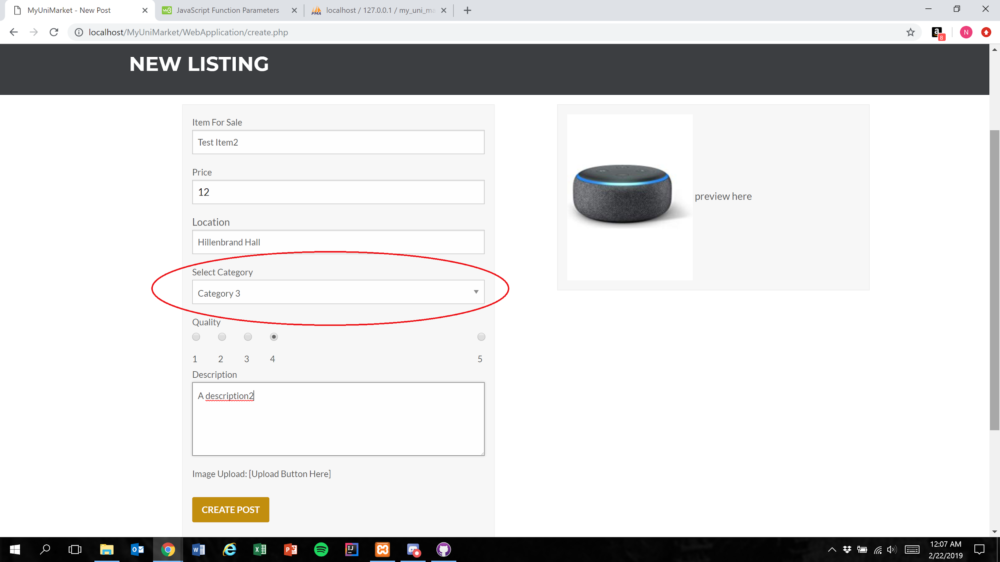 MyUniMarket - New Post
JavaScript Function Parameters
localhost / 127.0.0.1 / my_uni_ma
localhost/MyUniMarket/WebApplication/create.php
8
N
NEW LISTING
Item For Sale
Test Item2
Price
12
Location
Hillenbrand Hall
preview here
Select Category
Category 3
Quality
1 2 3 4 5
Description
A description2
Image Upload: [Upload Button Here]
CREATE POST
12:07 AM
2/22/2019